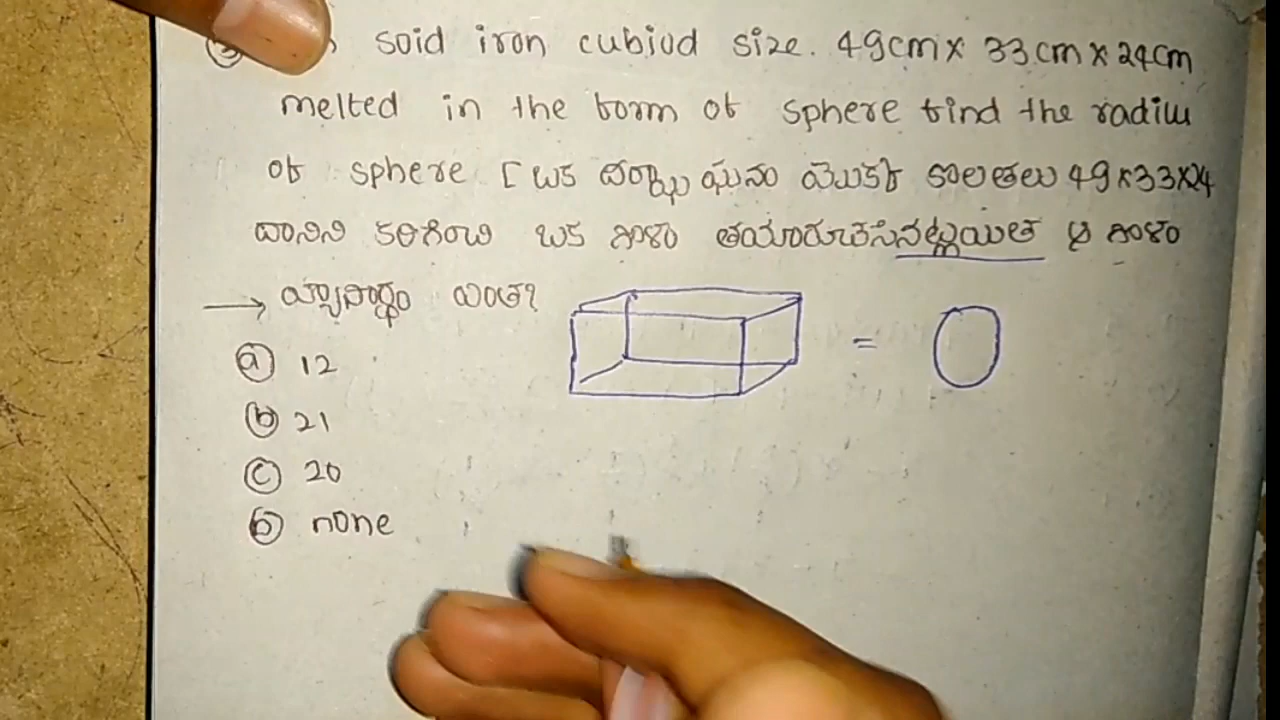 soid iron cubiod size. 49cm x 33cm x 24cm
melted in the form of sphere find the radius
of sphere [ ఒక దీర్ఘ ఘనం యొక్క కొలతలు 49x33x24
దానిని కరిగించి ఒక గోళం తయారుచేసినట్లయితే ఆ గోళం
→ వ్యాసార్థం ఎంత?
=
(a) 12
(b) 21
(c) 20
(D) none